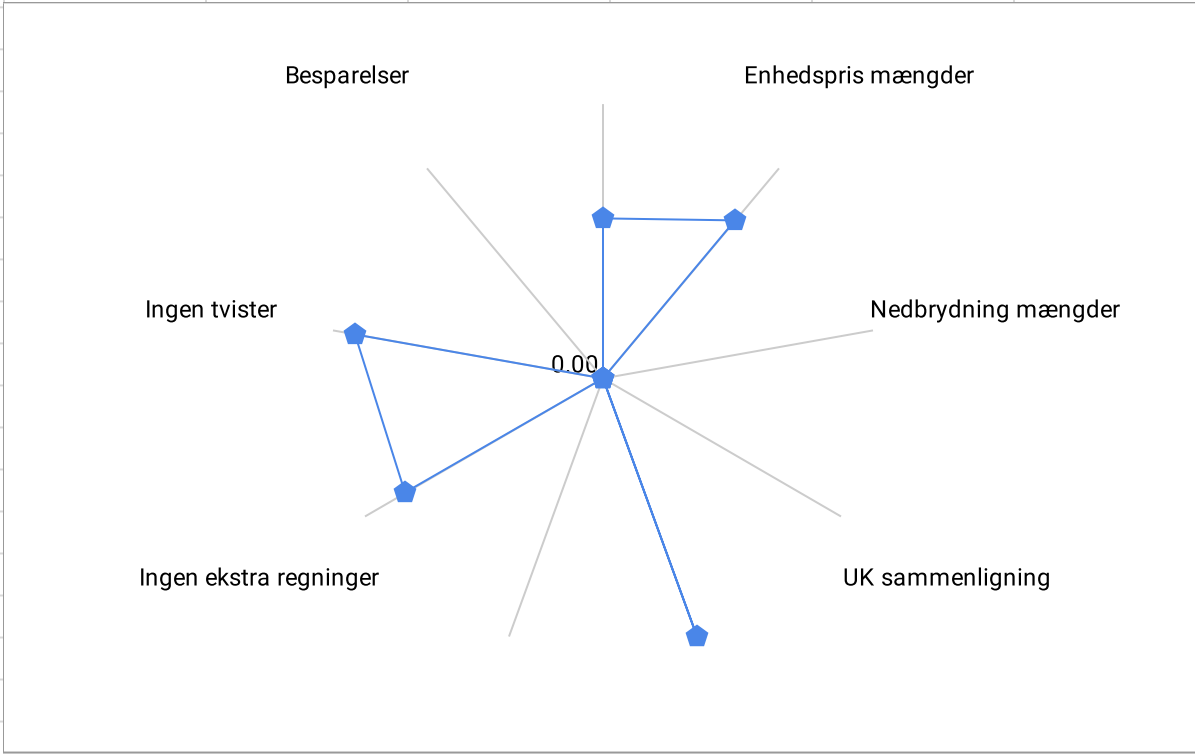 Besparelser
Enhedspris mængder
Ingen tvister
Nedbrydning mængder
0.00
Ingen ekstra regninger
UK sammenligning